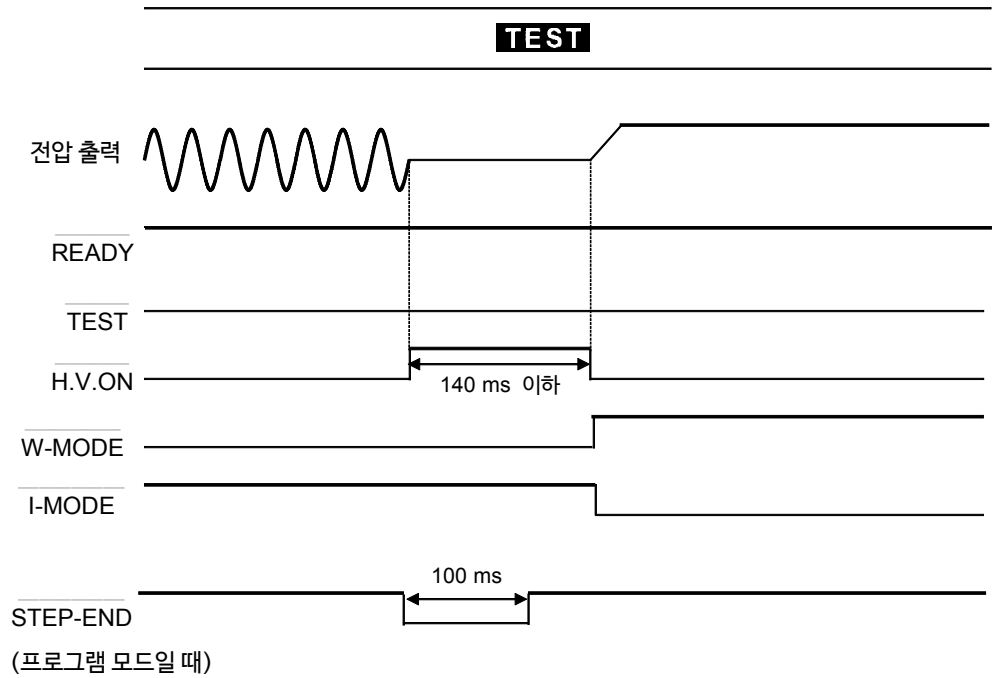 TEST
전압 출력
READY
TEST
H.V.ON
140 ms 이하
W-MODE
I-MODE
100 ms
STEP-END
(프로그램 모드일 때)